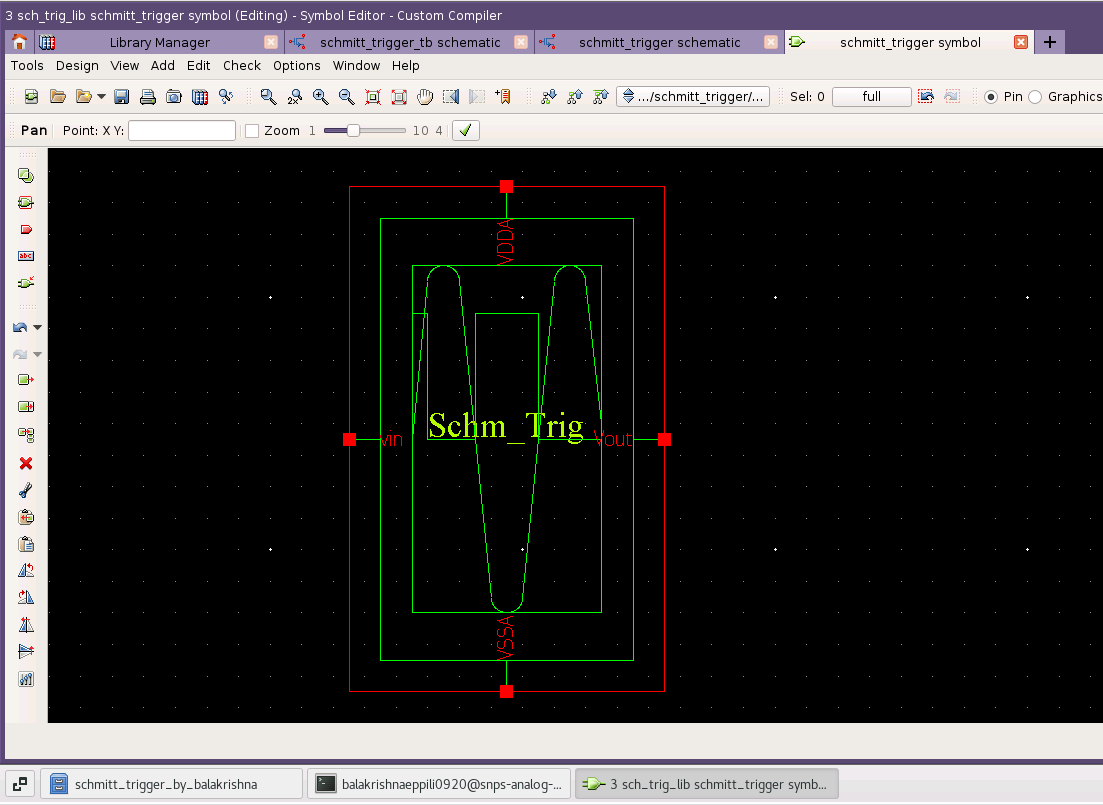 3 sch_trig_lib schmitt_trigger symbol (Editing) - Symbol Editor - Custom Compiler
Library Manager schmitt_trigger_tb schematic schmitt_trigger schematic schmitt_trigger symbol
Tools Design View Add Edit Check Options Window Help
2x .../schmitt_trigger/... Sel: 0 full Pin Graphics
Pan Point: X Y: Zoom 1 10 4
abc
VDDA
Schm_Trig
vin Vout
VSSA
schmitt_trigger_by_balakrishna balakrishnaeppili0920@snps-analog-... 3 sch_trig_lib schmitt_trigger symb...